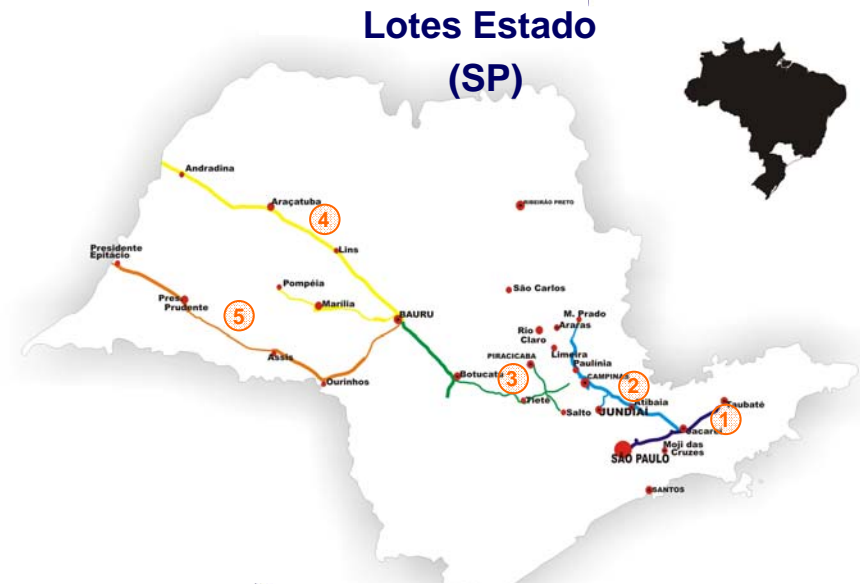 Lotes Estado
(SP)
Andradina
Araçatuba
4
RIBEIRÃO PRETO
Lins
Presidente
Epitácio
Pompéia
São Carlos
Pres.
Prudente
5
Marília
BAURU
M. Prado
Araras
Rio
Claro
Limeira
PIRACICABA
Paulínia
Assis
Ourinhos
Botucatu
3
CAMPINAS
2
Tietê
Salto
JUNDIAÍ
Atibaia
Taubaté
1
Jacareí
Moji das
Cruzes
SÃO PAULO
SANTOS